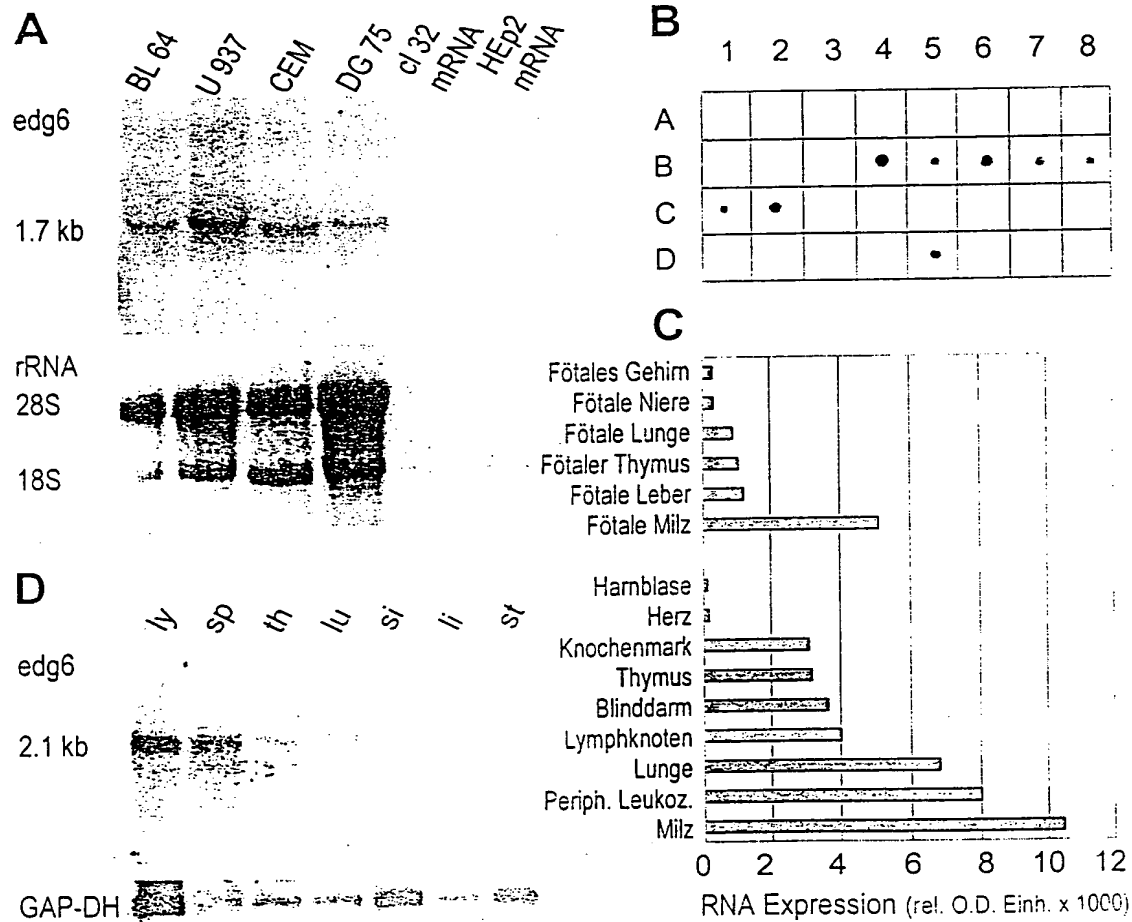 A
BL 64
U 937
CEM
DG 75
cl 32
mRNA
HEp2
mRNA
edg6
1.7 kb
rRNA
28S
18S
B
1 2 3 4 5 6 7 8
A
B
C
D
C
Fötales Gehirn
Fötale Niere
Fötale Lunge
Fötaler Thymus
Fötale Leber
Fötale Milz
Harnblase
Herz
Knochenmark
Thymus
Blinddarm
Lymphknoten
Lunge
Periph. Leukoz.
Milz
0 2 4 6 8 10 12
RNA Expression (rel. O.D. Einh. x 1000)
D
ly
sp
th
lu
si
li
st
edg6
2.1 kb
GAP-DH